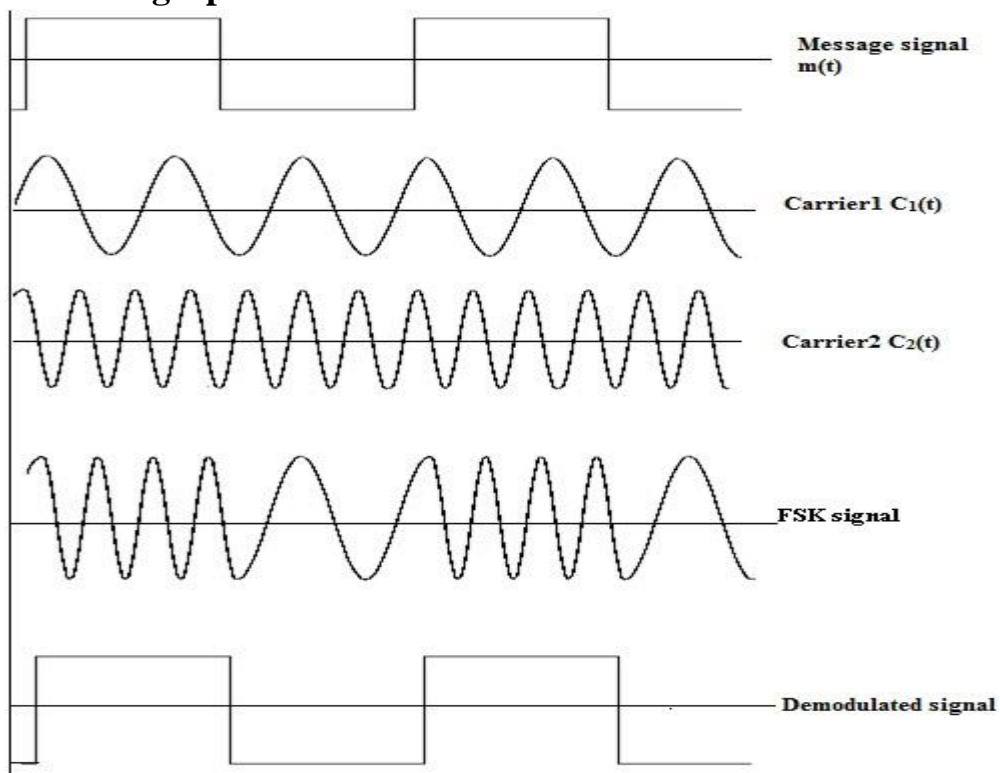 Message signal
m(t)
Carrier1 C₁(t)
Carrier2 C₂(t)
FSK signal
Demodulated signal